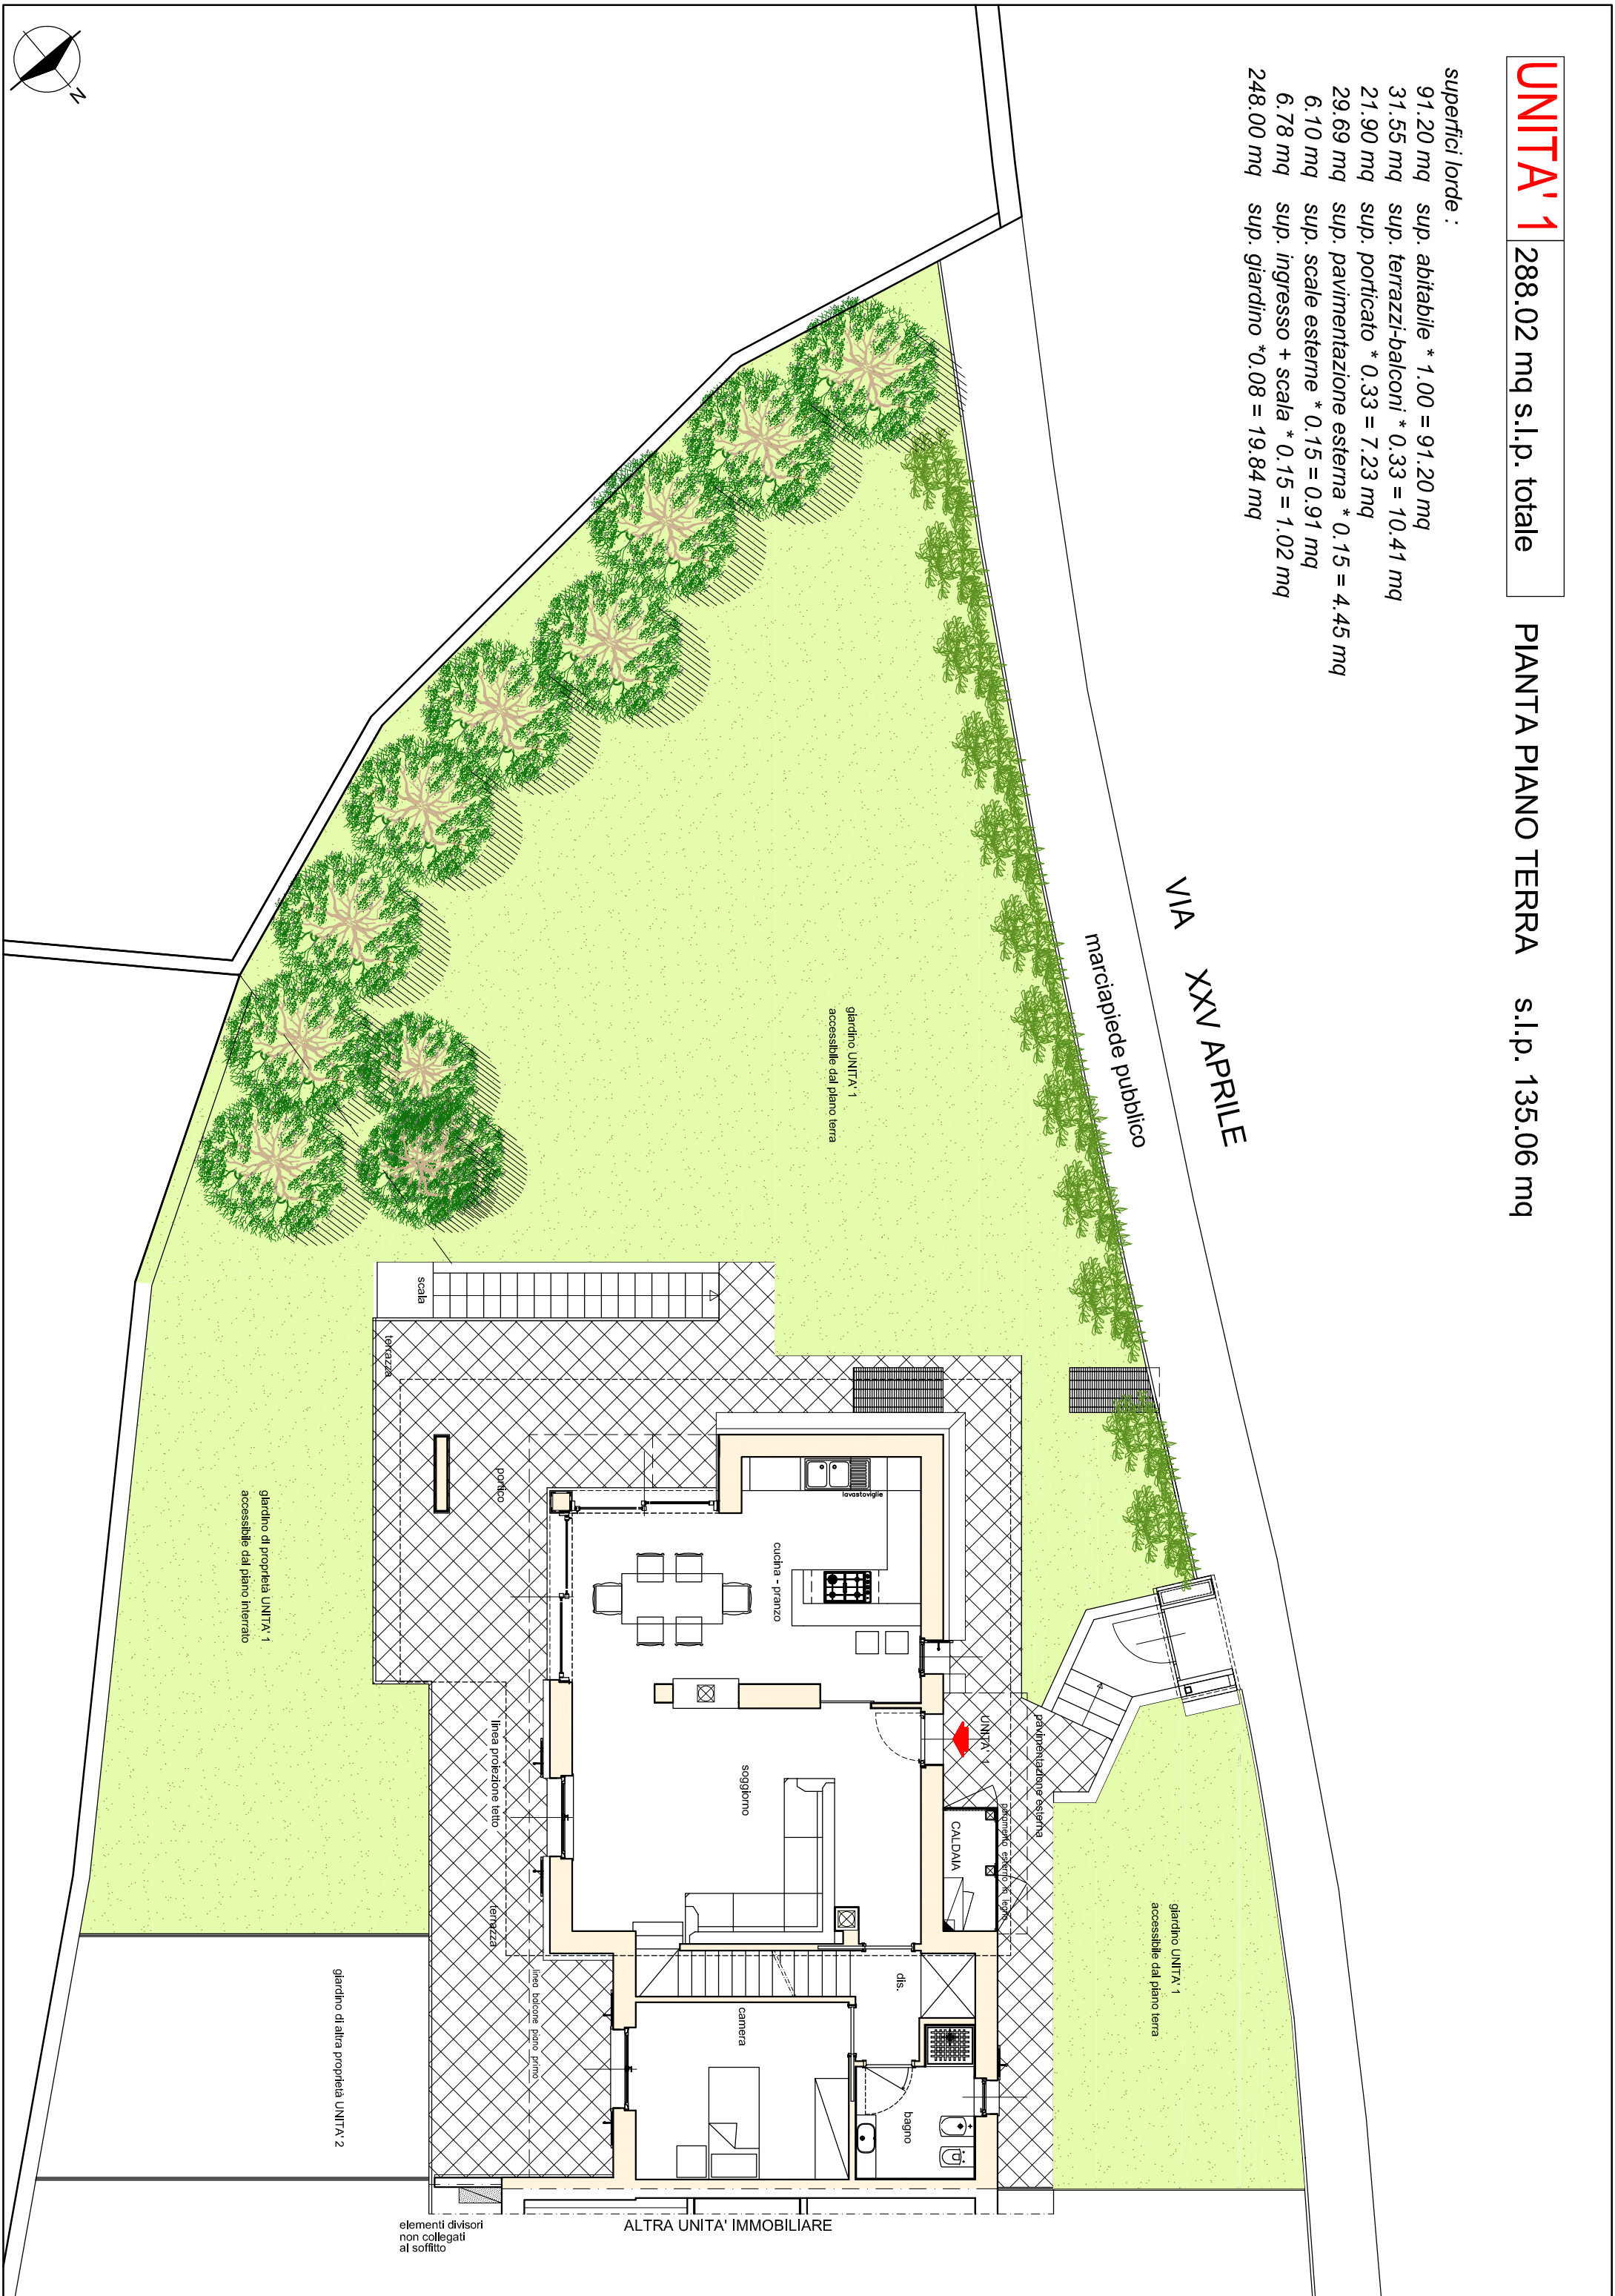 UNITA' 1 288.02 mq s.l.p. totale PIANTA PIANO TERRA s.l.p. 135.06 mq
superfici lorde :
91.20 mq sup. abitabile * 1.00 = 91.20 mq
31.55 mq sup. terrazzi-balconi * 0.33 = 10.41 mq
21.90 mq sup. porticato * 0.33 = 7.23 mq
29.69 mq sup. pavimentazione esterna * 0.15 = 4.45 mq
6.10 mq sup. scale esterne * 0.15 = 0.91 mq
6.78 mq sup. ingresso + scala * 0.15 = 1.02 mq
248.00 mq sup. giardino *0.08 = 19.84 mq
N
VIA XXV APRILE
marciapiede pubblico
giardino UNITA' 1
accessibile dal piano terra
scala
terrazza
portico
lavastoviglie
cucina - pranzo
giardino di proprietà UNITA' 1
accessibile dal piano interrato
linea proiezione tetto
terrazza
soggiorno
UNITA' 1
pavimentazione esterna
CALDAIA
esterno in legno
giardino UNITA' 1
accessibile dal piano terra
dis.
camera
bagno
linea balcone piano primo
giardino di altra proprietà UNITA' 2
elementi divisori
non collegati
al soffitto
ALTRA UNITA' IMMOBILIARE